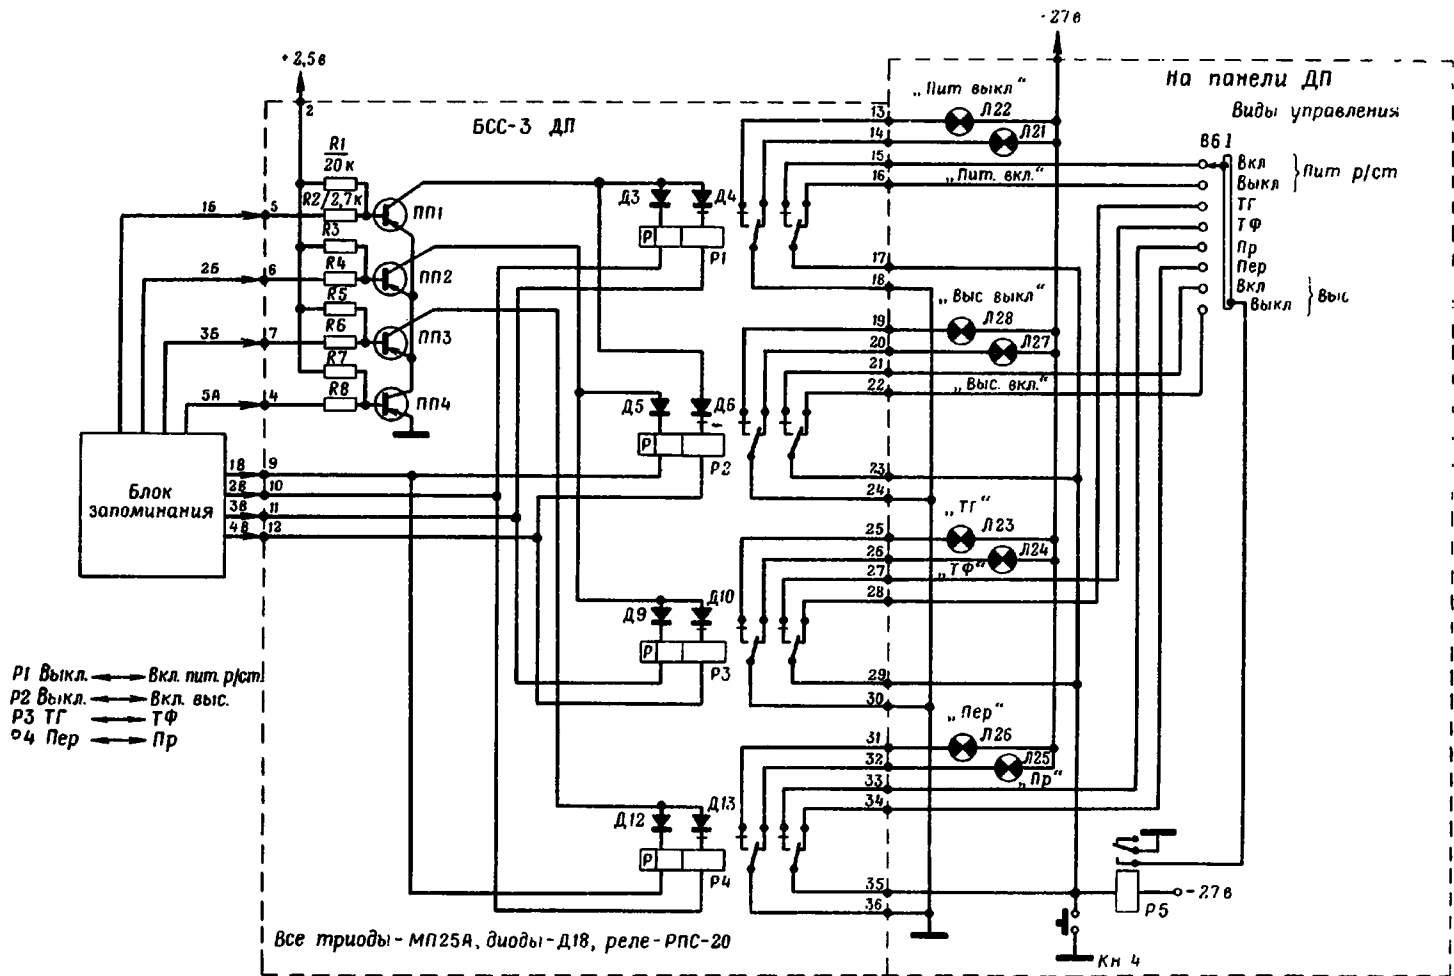 -27в
+2,5в
На панели ДП
„Пит выкл“
2
13
Л22
Виды управления
БСС-3 ДП
14
Л21
В61
R1
20к
15
Вкл
Пит р/ст
„Пит. вкл.“
16
Выкл
R2/2,7к
Д3
Д4
ТГ
1Б
5
ПП1
ТФ
R3
Р
Р1
Пр
17
Пер
2Б
6
R4
ПП2
18
Вкл
Выс
R5
„Выс выкл“
Выкл
19
Л28
3Б
7
R6
ПП3
20
Л27
R7
21
„Выс. вкл.“
22
5А
4
R8
ПП4
Д5
Д6
Р
Р2
1В
9
23
2В
10
24
Блок
запоминания
3В
11
„ТГ“
4В
12
25
Л23
26
Л24
„ТФ“
27
28
Д9
Д10
Р
Р3
Р1 Выкл. Вкл. пит. р/ст
29
Р2 Выкл. Вкл. выс.
30
Р3 ТГ ТФ
„Пер“
Р4 Пер Пр
31
Л26
32
Л25
„Пр“
33
34
Д12
Д13
Р
Р4
35
-27в
Р5
36
Все триоды-МП25А, диоды-Д18, реле-РПС-20
Кн 4